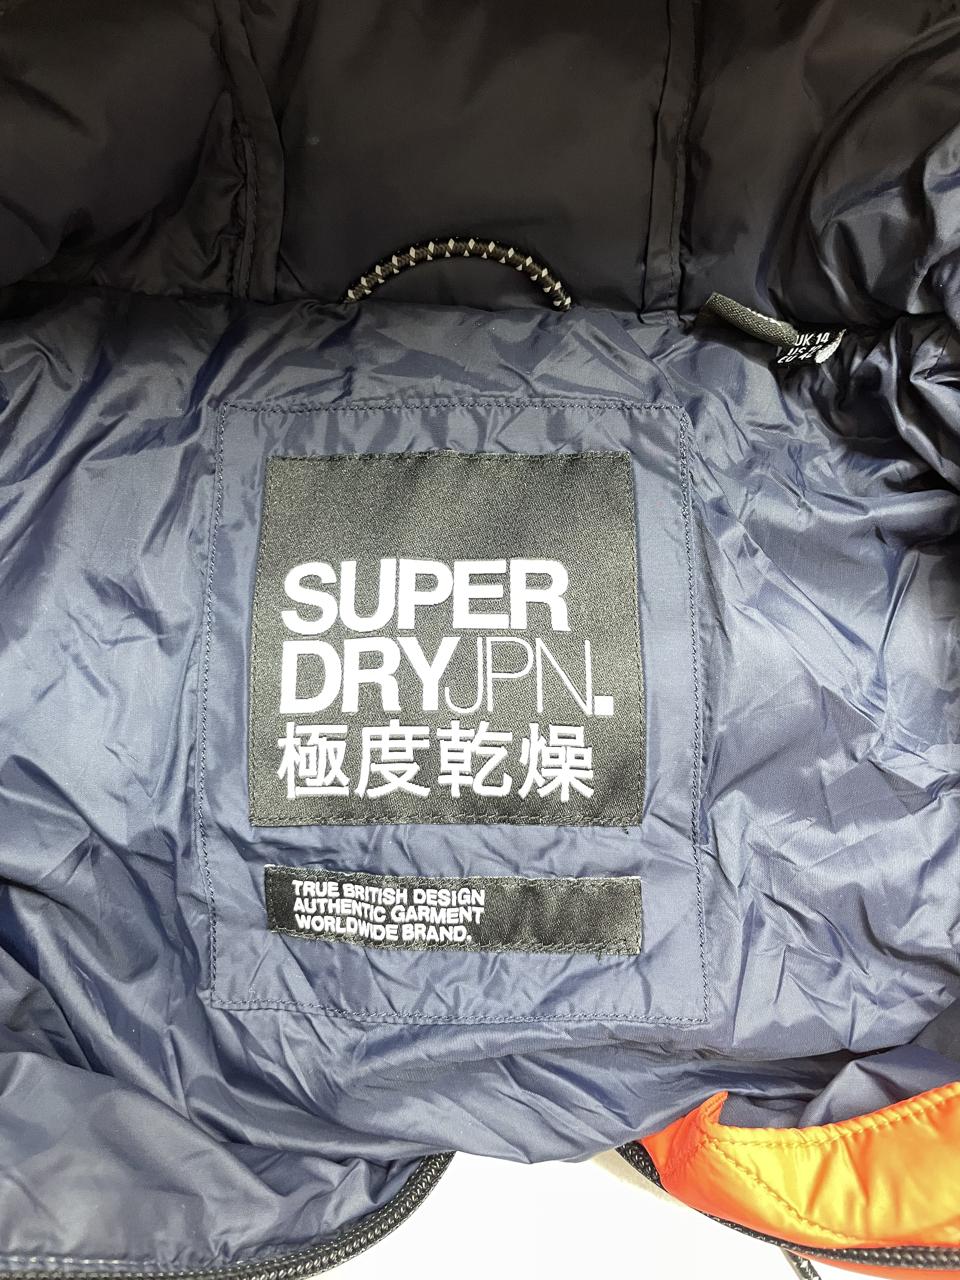 UK 14
SUPER
DRYJPN.
極度乾燥
TRUE BRITISH DESIGN
AUTHENTIC GARMENT
WORLDWIDE BRAND.